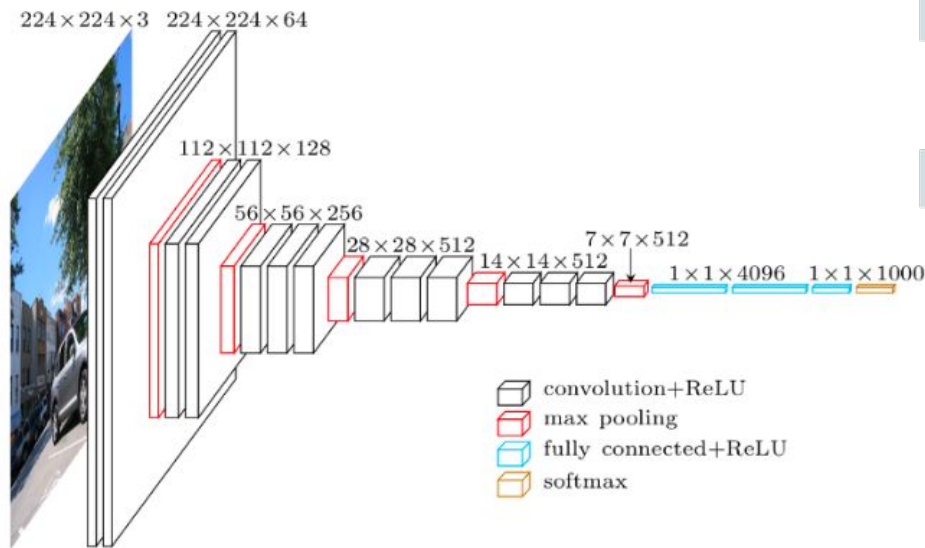 224×224×3
224×224×64
112×112×128
56×56×256
28×28×512
14×14×512
7×7×512
1×1×4096
1×1×1000
convolution+ReLU
max pooling
fully connected+ReLU
softmax